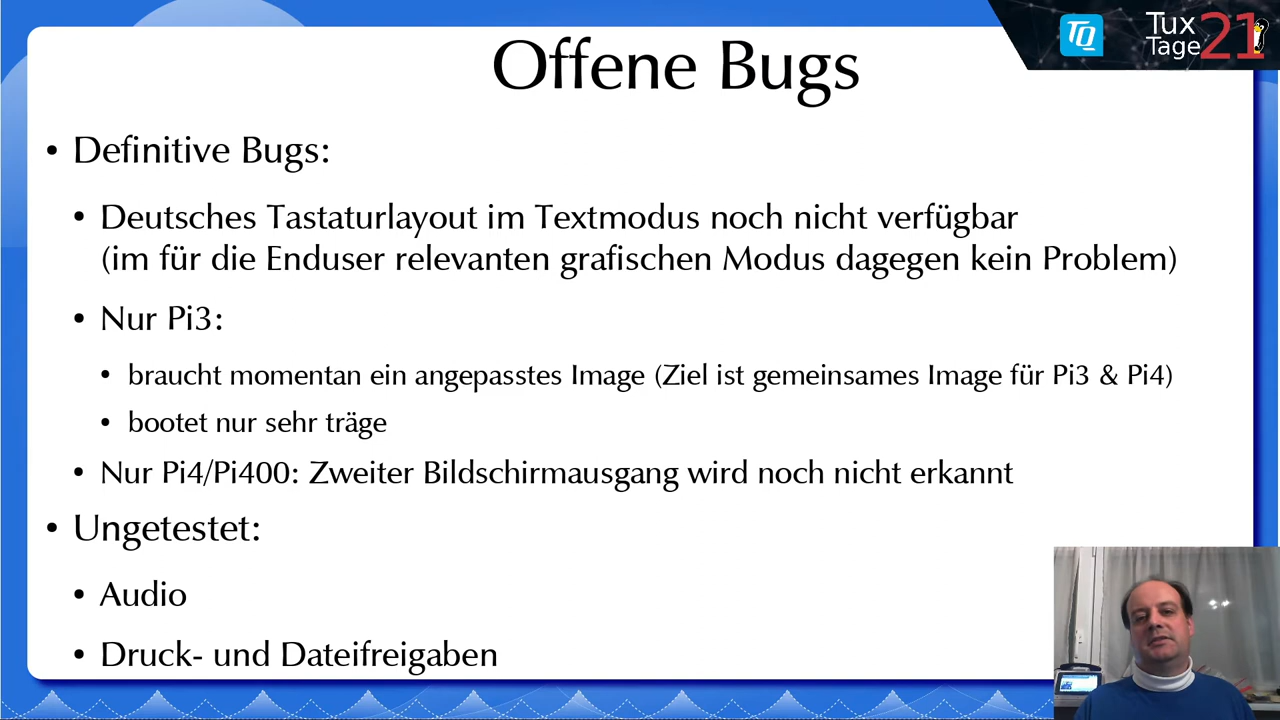 Offene Bugs
TQ
Tux
Tage
21
• Definitive Bugs:
• Deutsches Tastaturlayout im Textmodus noch nicht verfügbar
(im für die Enduser relevanten grafischen Modus dagegen kein Problem)
• Nur Pi3:
• braucht momentan ein angepasstes Image (Ziel ist gemeinsames Image für Pi3 & Pi4)
• bootet nur sehr träge
• Nur Pi4/Pi400: Zweiter Bildschirmausgang wird noch nicht erkannt
• Ungetestet:
• Audio
• Druck- und Dateifreigaben